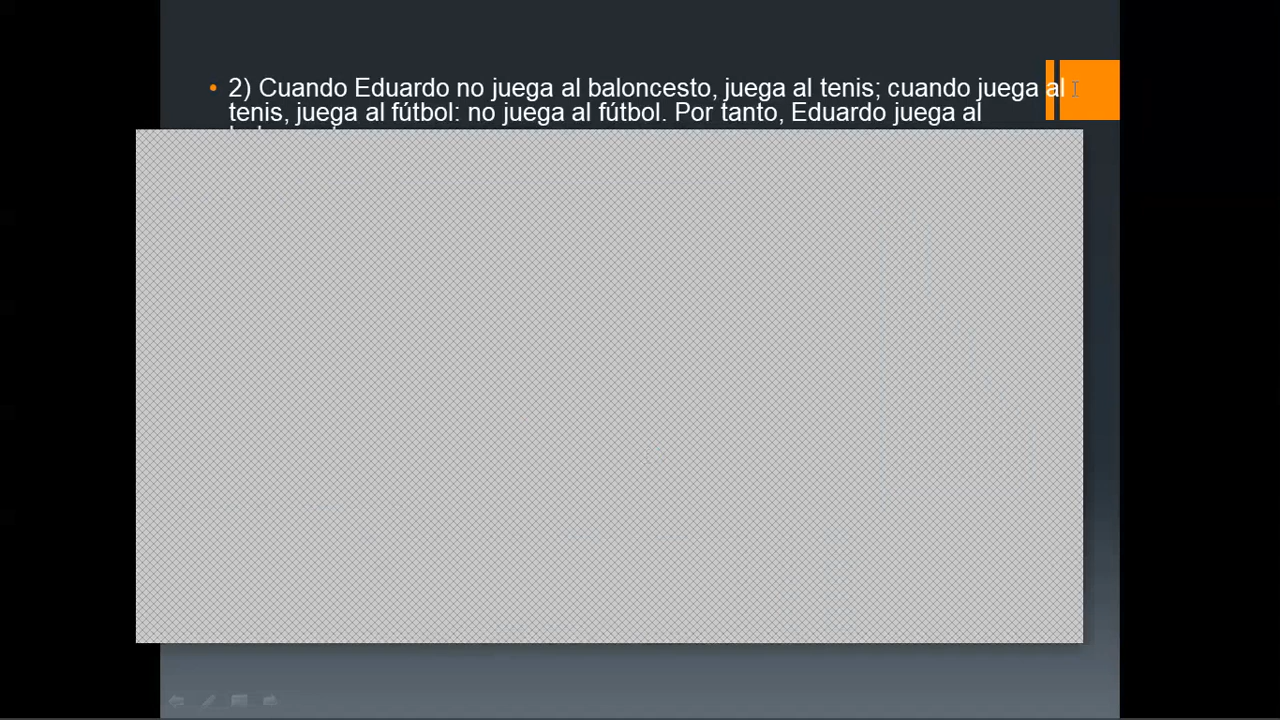 2) Cuando Eduardo no juega al baloncesto, juega al tenis; cuando juega al
tenis, juega al fútbol: no juega al fútbol. Por tanto, Eduardo juega al